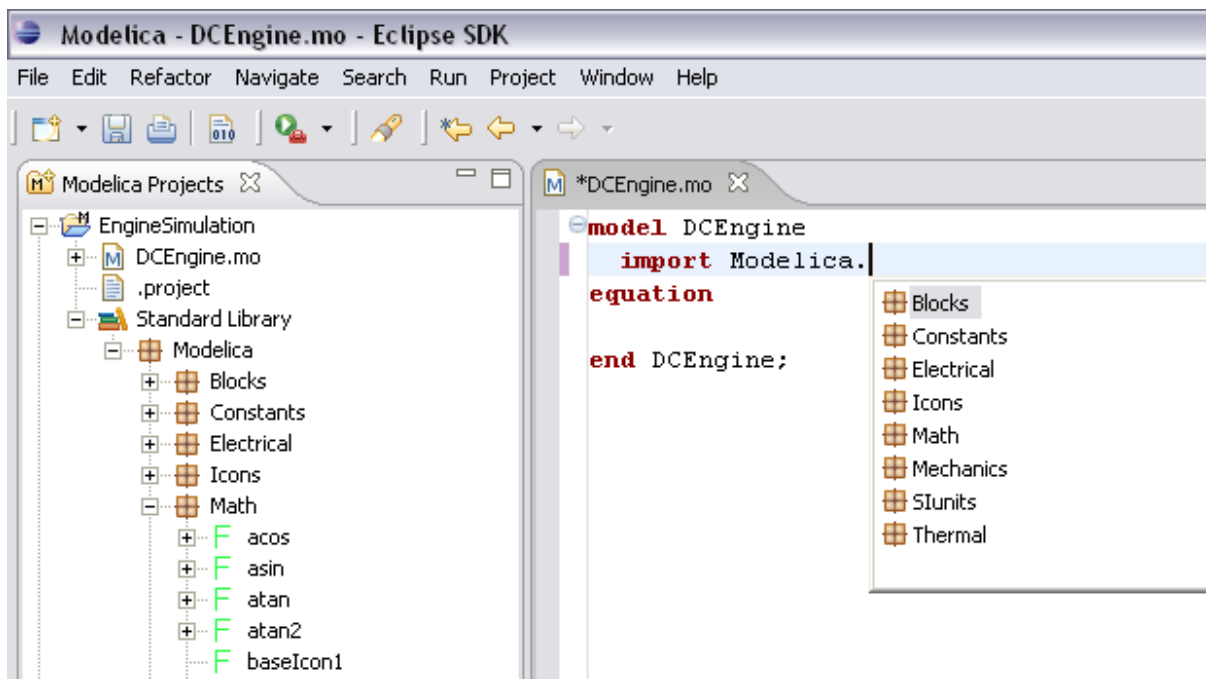 Modelica - DCEngine.mo - Eclipse SDK
File Edit Refactor Navigate Search Run Project Window Help
010
Modelica Projects
EngineSimulation
DCEngine.mo
.project
Standard Library
Modelica
Blocks
Constants
Electrical
Icons
Math
acos
asin
atan
atan2
baseIcon1
*DCEngine.mo
model DCEngine
import Modelica.
equation
end DCEngine;
Blocks
Constants
Electrical
Icons
Math
Mechanics
SIunits
Thermal